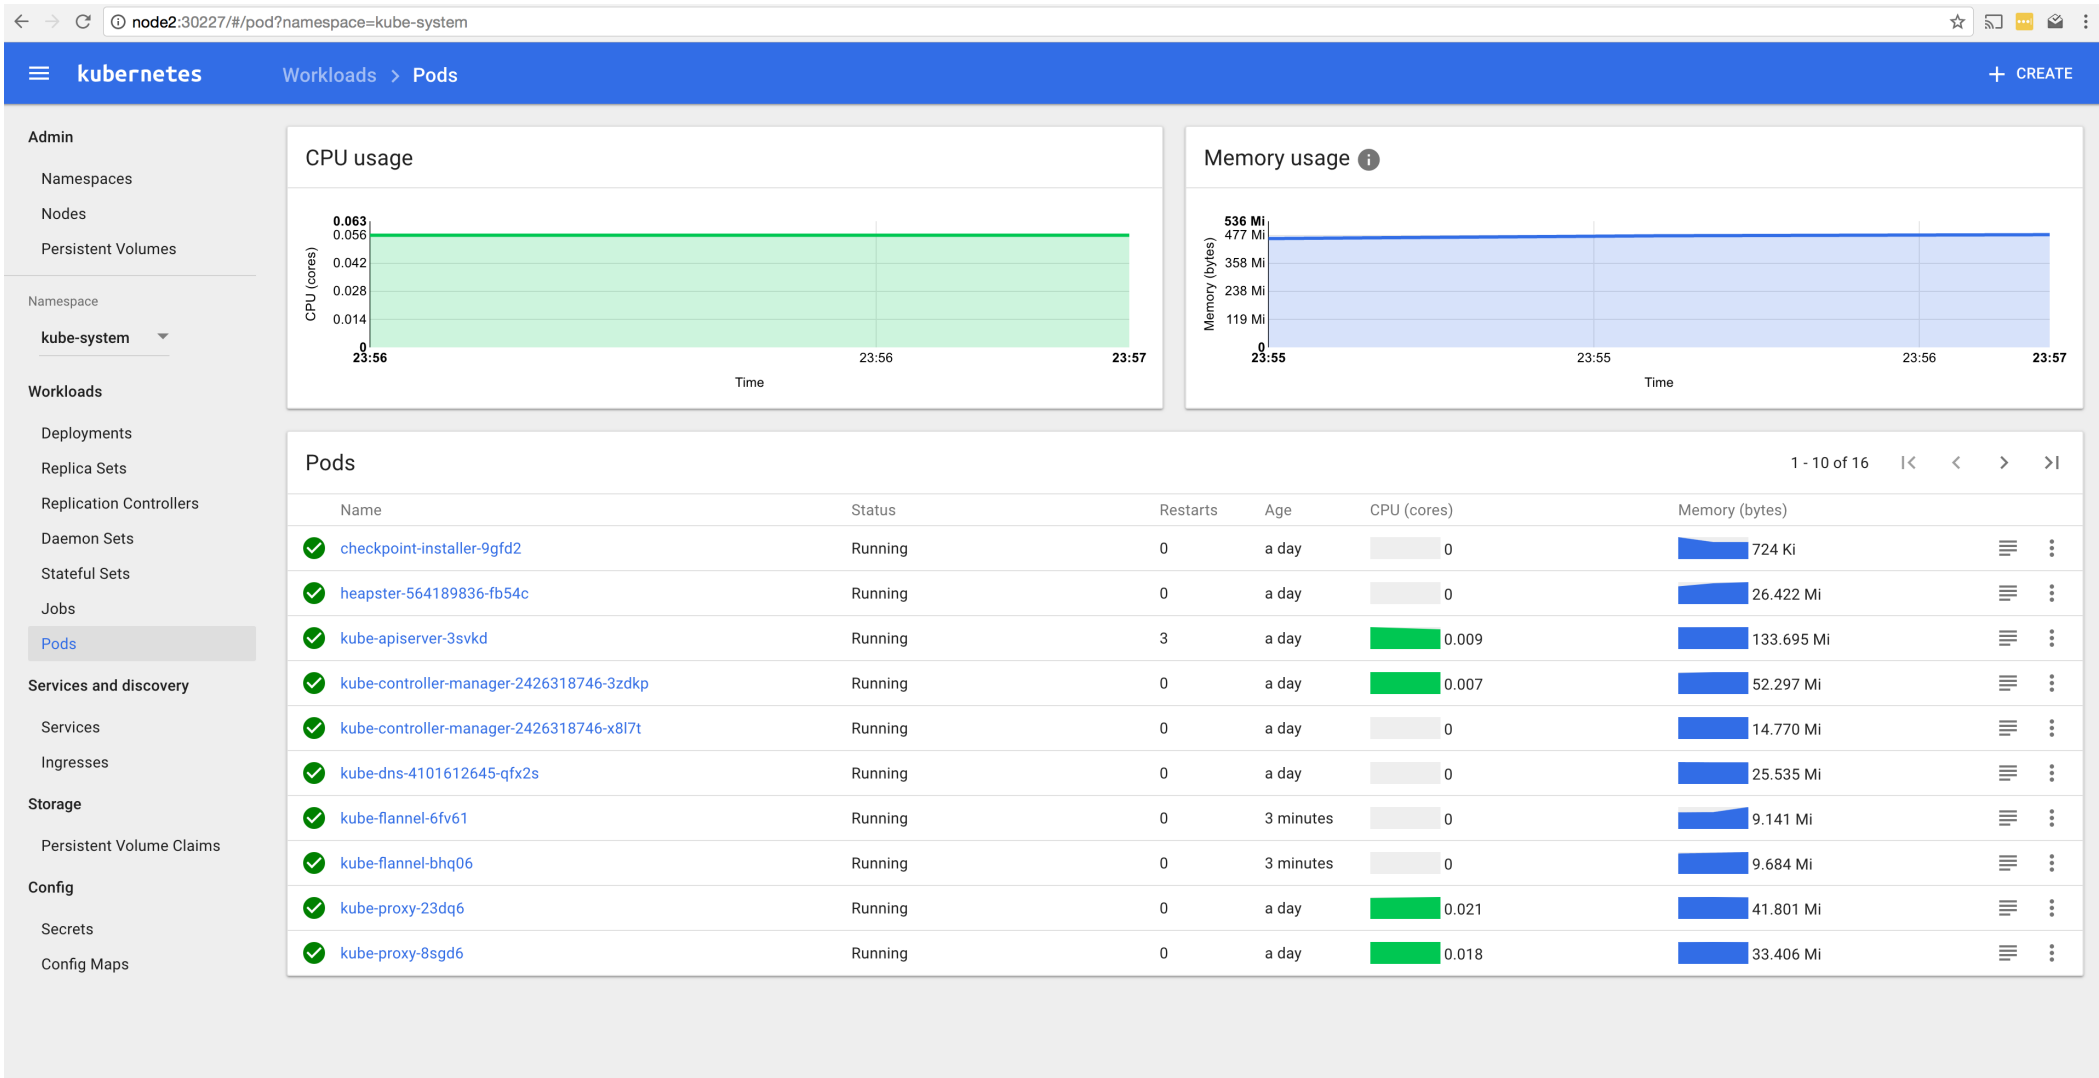 node2:30227/#/pod?namespace=kube-system
kubernetes
Workloads > Pods
+ CREATE
Admin
Namespaces
Nodes
Persistent Volumes
Namespace
kube-system
Workloads
Deployments
Replica Sets
Replication Controllers
Daemon Sets
Stateful Sets
Jobs
Pods
Services and discovery
Services
Ingresses
Storage
Persistent Volume Claims
Config
Secrets
Config Maps
CPU usage
CPU (cores)
0.063
0.056
0.042
0.028
0.014
0
23:56 23:56 23:57
Time
Memory usage
Memory (bytes)
536 Mi
477 Mi
358 Mi
238 Mi
119 Mi
0
23:55 23:55 23:56 23:57
Time
Pods
1 - 10 of 16
Name Status Restarts Age CPU (cores) Memory (bytes)
checkpoint-installer-9gfd2 Running 0 a day 0 724 Ki
heapster-564189836-fb54c Running 0 a day 0 26.422 Mi
kube-apiserver-3svkd Running 3 a day 0.009 133.695 Mi
kube-controller-manager-2426318746-3zdkp Running 0 a day 0.007 52.297 Mi
kube-controller-manager-2426318746-x8l7t Running 0 a day 0 14.770 Mi
kube-dns-4101612645-qfx2s Running 0 a day 0 25.535 Mi
kube-flannel-6fv61 Running 0 3 minutes 0 9.141 Mi
kube-flannel-bhq06 Running 0 3 minutes 0 9.684 Mi
kube-proxy-23dq6 Running 0 a day 0.021 41.801 Mi
kube-proxy-8sgd6 Running 0 a day 0.018 33.406 Mi